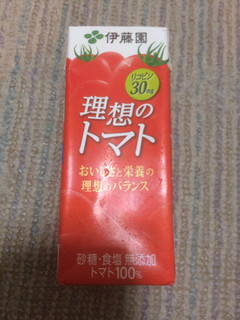 伊藤園
リコピン
30mg
理想の
トマト
おいしさと栄養の
理想のバランス
砂糖・食塩 無添加
トマト100%